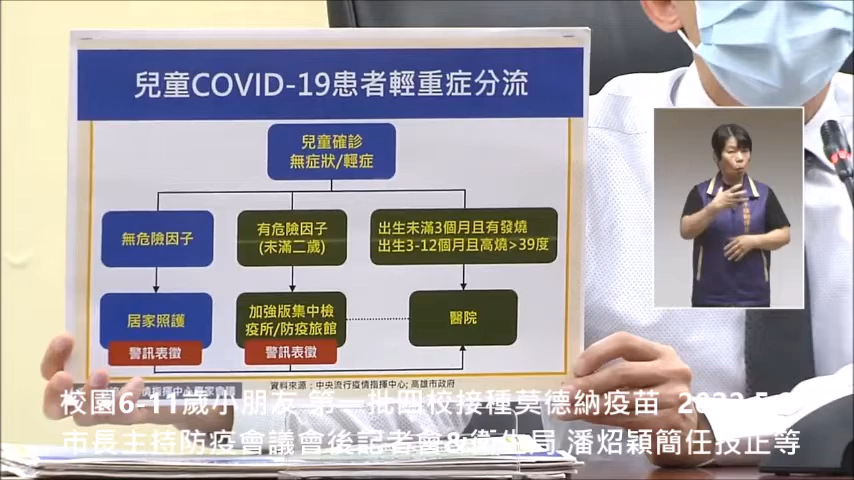 兒童COVID-19患者輕重症分流
兒童確診
無症狀/輕症
無危險因子
有危險因子
(未滿二歲)
出生未滿3個月且有發燒
出生3-12個月且高燒>39度
居家照護
加強版集中檢
疫所/防疫旅館
醫院
警訊表徵
警訊表徵
資料來源:中央流行疫情指揮中心; 高雄市政府
校園6-11歲小朋友 第一批四校接種莫德納疫苗 2022
市長主持防疫會議會後記者會&衛生局 潘炤穎簡任技正等